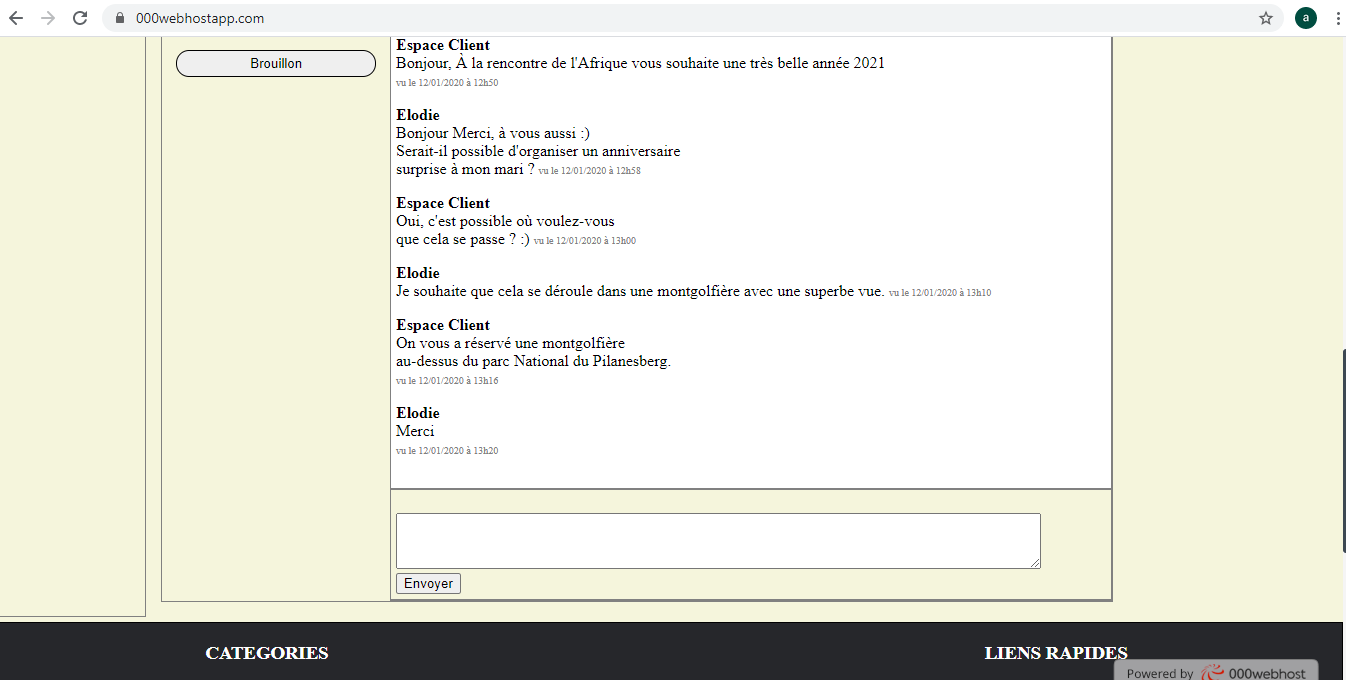 000webhostapp.com
a
Brouillon
Espace Client
Bonjour, À la rencontre de l'Afrique vous souhaite une très belle année 2021
vu le 12/01/2020 à 12h50
Elodie
Bonjour Merci, à vous aussi :)
Serait-il possible d'organiser un anniversaire
surprise à mon mari ? vu le 12/01/2020 à 12h58
Espace Client
Oui, c'est possible où voulez-vous
que cela se passe ? :) vu le 12/01/2020 à 13h00
Elodie
Je souhaite que cela se déroule dans une montgolfière avec une superbe vue. vu le 12/01/2020 à 13h10
Espace Client
On vous a réservé une montgolfière
au-dessus du parc National du Pilanesberg.
vu le 12/01/2020 à 13h16
Elodie
Merci
vu le 12/01/2020 à 13h20
Envoyer
CATEGORIES
LIENS RAPIDES
Powered by 000webhost